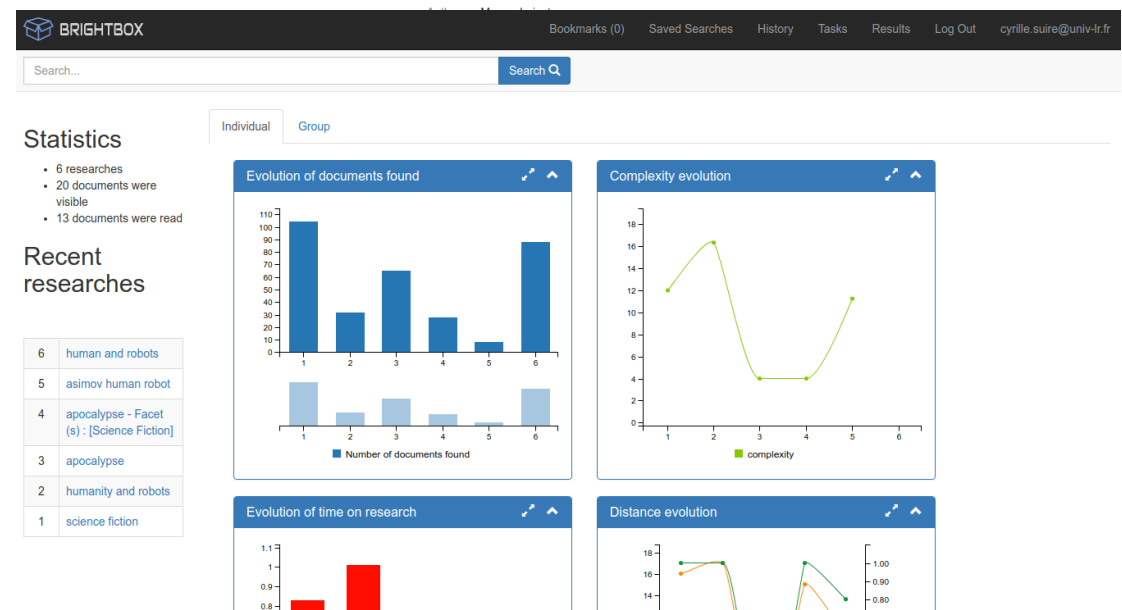 BRIGHTBOX
Bookmarks (0) Saved Searches History Tasks Results Log Out cyrille.suire@univ-lr.fr
Search... Search
Statistics
• 6 researches
• 20 documents were
visible
• 13 documents were read
Recent
researches
6 human and robots
5 asimov human robot
4 apocalypse - Facet
(s) : [Science Fiction]
3 apocalypse
2 humanity and robots
1 science fiction
Individual Group
Evolution of documents found
110
100
90
80
70
60
50
40
30
20
10
0
1 2 3 4 5 6
1 2 3 4 5 6
Number of documents found
Complexity evolution
18
16
14
12
10
8
6
4
2
0
1 2 3 4 5 6
complexity
Evolution of time on research
1.1
1
0.9
0.8
Distance evolution
18
16
14
1.00
0.90
0.80